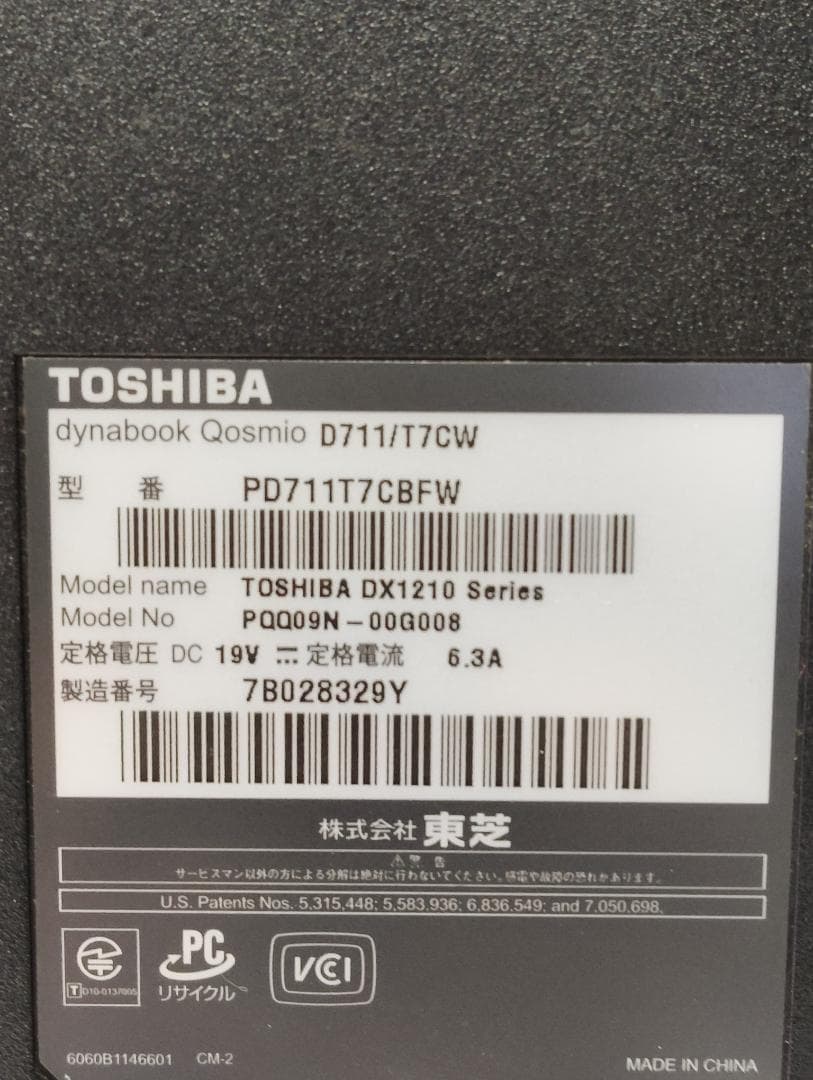 TOSHIBA
dynabook Qosmio D711/T7CW
型 番 PD711T7CBFW
Model name TOSHIBA DX1210 Series
Model No PQQ09N-00G008
定格電圧 DC 19V ⎓ 定格電流 6.3A
製造番号 7B028329Y
株式会社 東芝
⚠警 告
サービスマン以外の方による分解は絶対に行わないでください。感電や故障の恐れがあります。
U.S. Patents Nos. 5,315,448; 5,583,936; 6,836,549; and 7,050,698.
PC
T D10-0137005 リサイクル VCCI
6060B1146601 CM-2 MADE IN CHINA